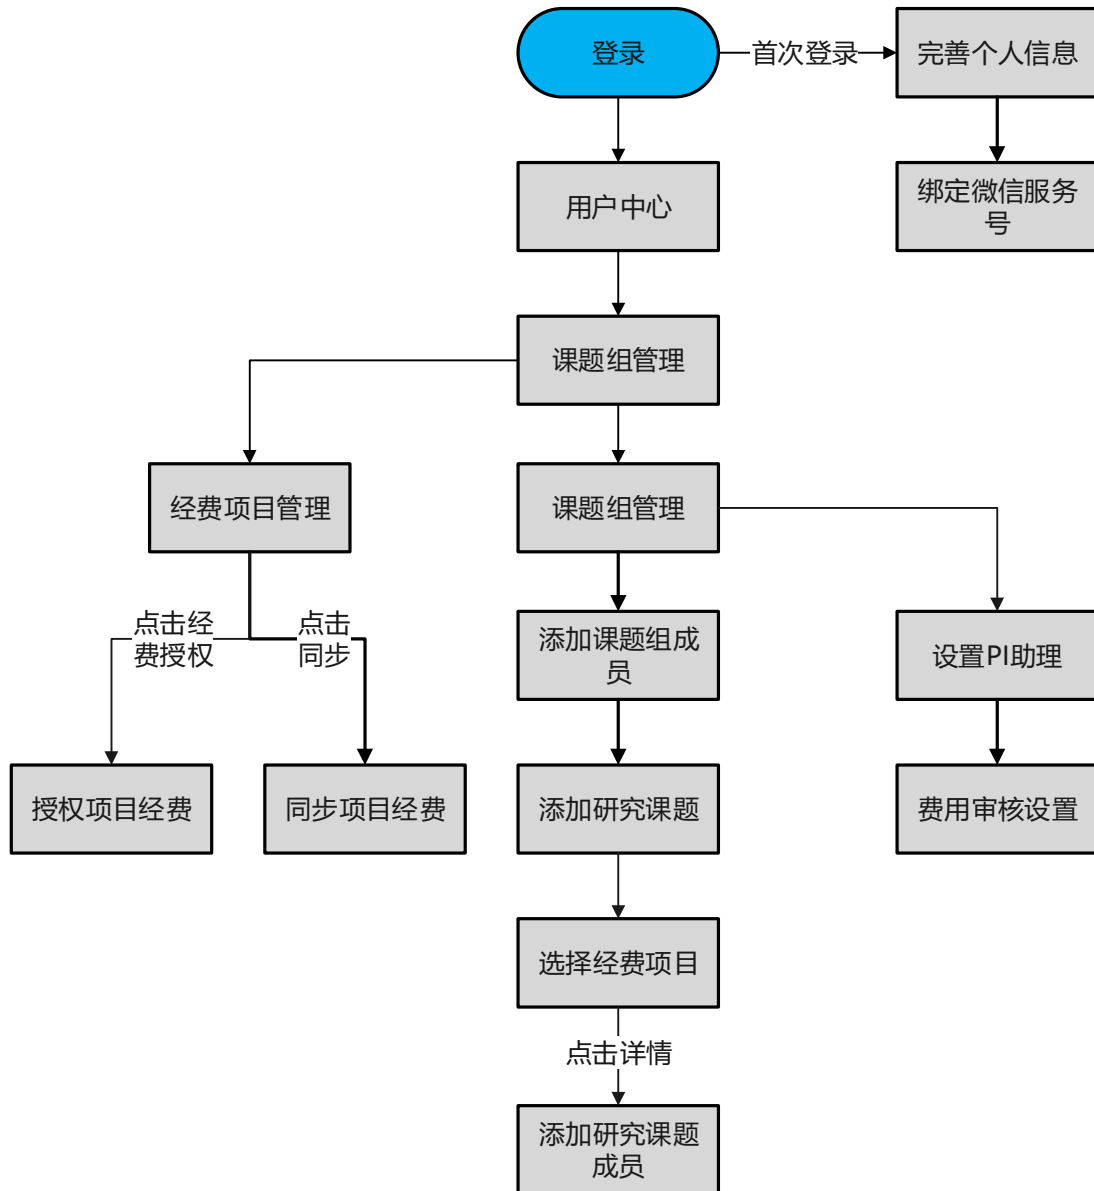 登录
首次登录
完善个人信息
用户中心
绑定微信服务
号
课题组管理
经费项目管理
课题组管理
点击经
费授权
点击
同步
添加课题组成
员
设置PI助理
授权项目经费
同步项目经费
添加研究课题
费用审核设置
选择经费项目
点击详情
添加研究课题
成员